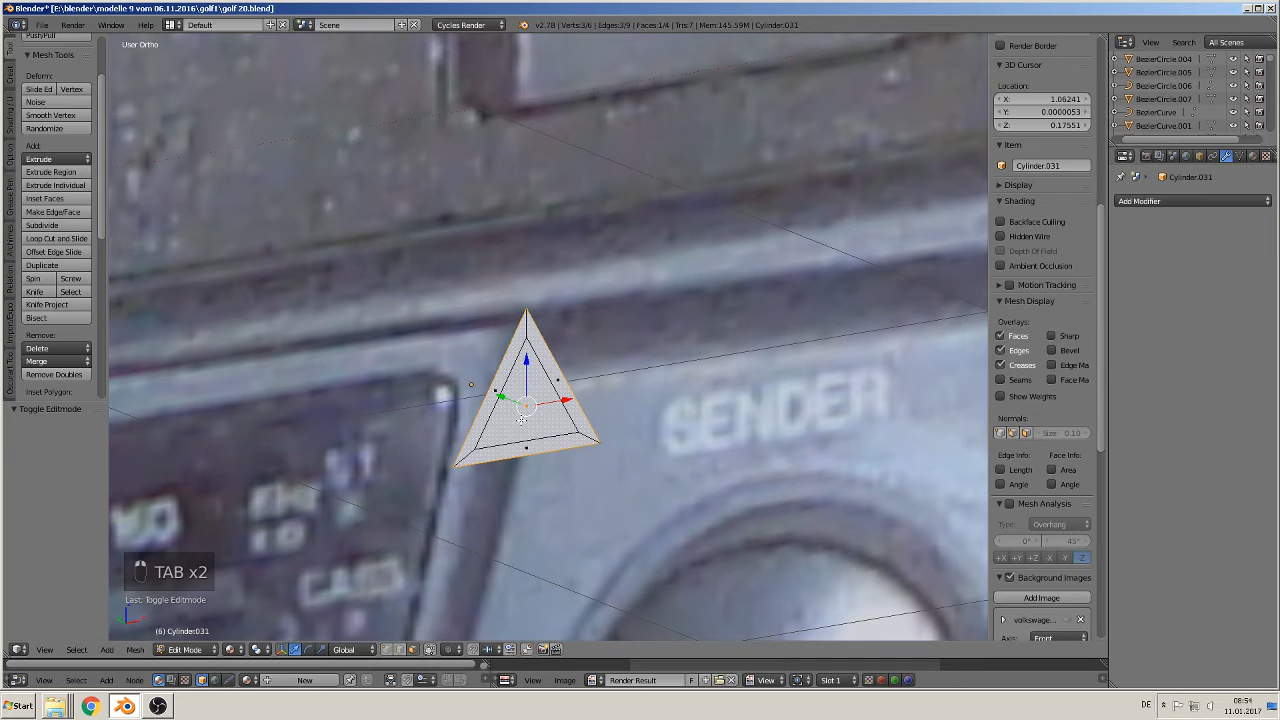 Blender* [E:\blender\modelle 9 vom 06.11.2016\golf1\golf 20.blend]
File Render Window Help Default Scene Cycles Render v2.78 | Verts:3/6 | Edges:3/9 | Faces:1/4 | Tris:7 | Mem:145.59M | Cylinder.031
View Search All Scenes
BezierCircle.004
BezierCircle.005
BezierCircle.006
BezierCircle.007
BezierCurve
BezierCurve.001
Cylinder.031
Add Modifier
Push/Pull
Mesh Tools
Deform:
Slide Ed Vertex
Noise
Smooth Vertex
Randomize
Add:
Extrude
Extrude Region
Extrude Individual
Inset Faces
Make Edge/Face
Subdivide
Loop Cut and Slide
Offset Edge Slide
Duplicate
Spin Screw
Knife Select
Knife Project
Bisect
Remove:
Delete
Merge
Remove Doubles
Inset Polygon:
Toggle Editmode
User Ortho
SENDER
TAB x2
Last: Toggle Editmode
(6) Cylinder.031
Render Border
3D Cursor
Location:
X: 1.06241
Y: 0.0000053
Z: 0.17551
Item
Cylinder.031
Display
Shading
Backface Culling
Hidden Wire
Depth Of Field
Ambient Occlusion
Motion Tracking
Mesh Display
Overlays:
Faces Sharp
Edges Bevel
Creases Edge Ma
Seams Face Ma
Show Weights
Normals:
Size: 0.10
Edge Info: Face Info:
Length Area
Angle Angle
Mesh Analysis
Type: Overhang
0° 45°
+X +Y +Z -X -Y -Z
Background Images
Add Image
volkswage...
Axis: Front
View Select Add Mesh Edit Mode Global
View Select Add Node New View Image Render Result F View Slot 1
Start DE 08:54
11.01.2017